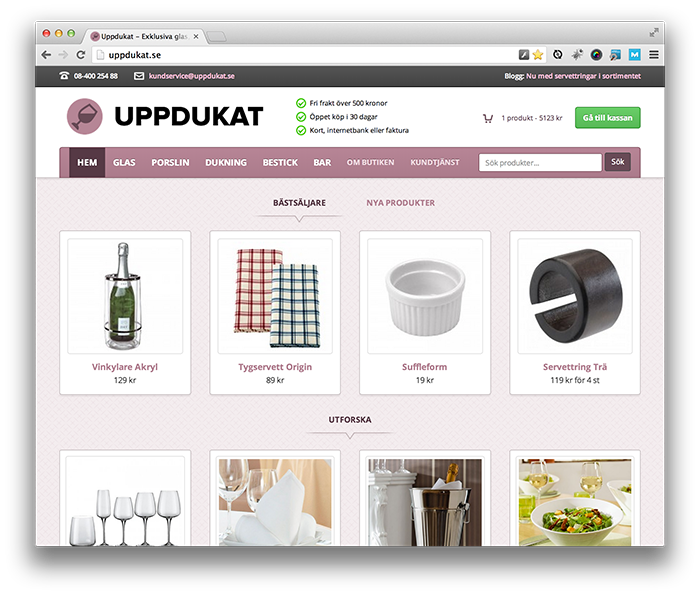 Uppdukat – Exklusiva glas
uppdukat.se
08-400 254 88
kundservice@uppdukat.se
Blogg: Nu med servettringar i sortimentet
UPPDUKAT
Fri frakt över 500 kronor
Öppet köp i 30 dagar
Kort, internetbank eller faktura
1 produkt - 5123 kr
Gå till kassan
HEM GLAS PORSLIN DUKNING BESTICK BAR OM BUTIKEN KUNDTJÄNST
Sök produkter...
Sök
BÄSTSÄLJARE NYA PRODUKTER
Vinkylare Akryl
129 kr
Tygservett Origin
89 kr
Suffleform
19 kr
Servettring Trä
119 kr för 4 st
UTFORSKA